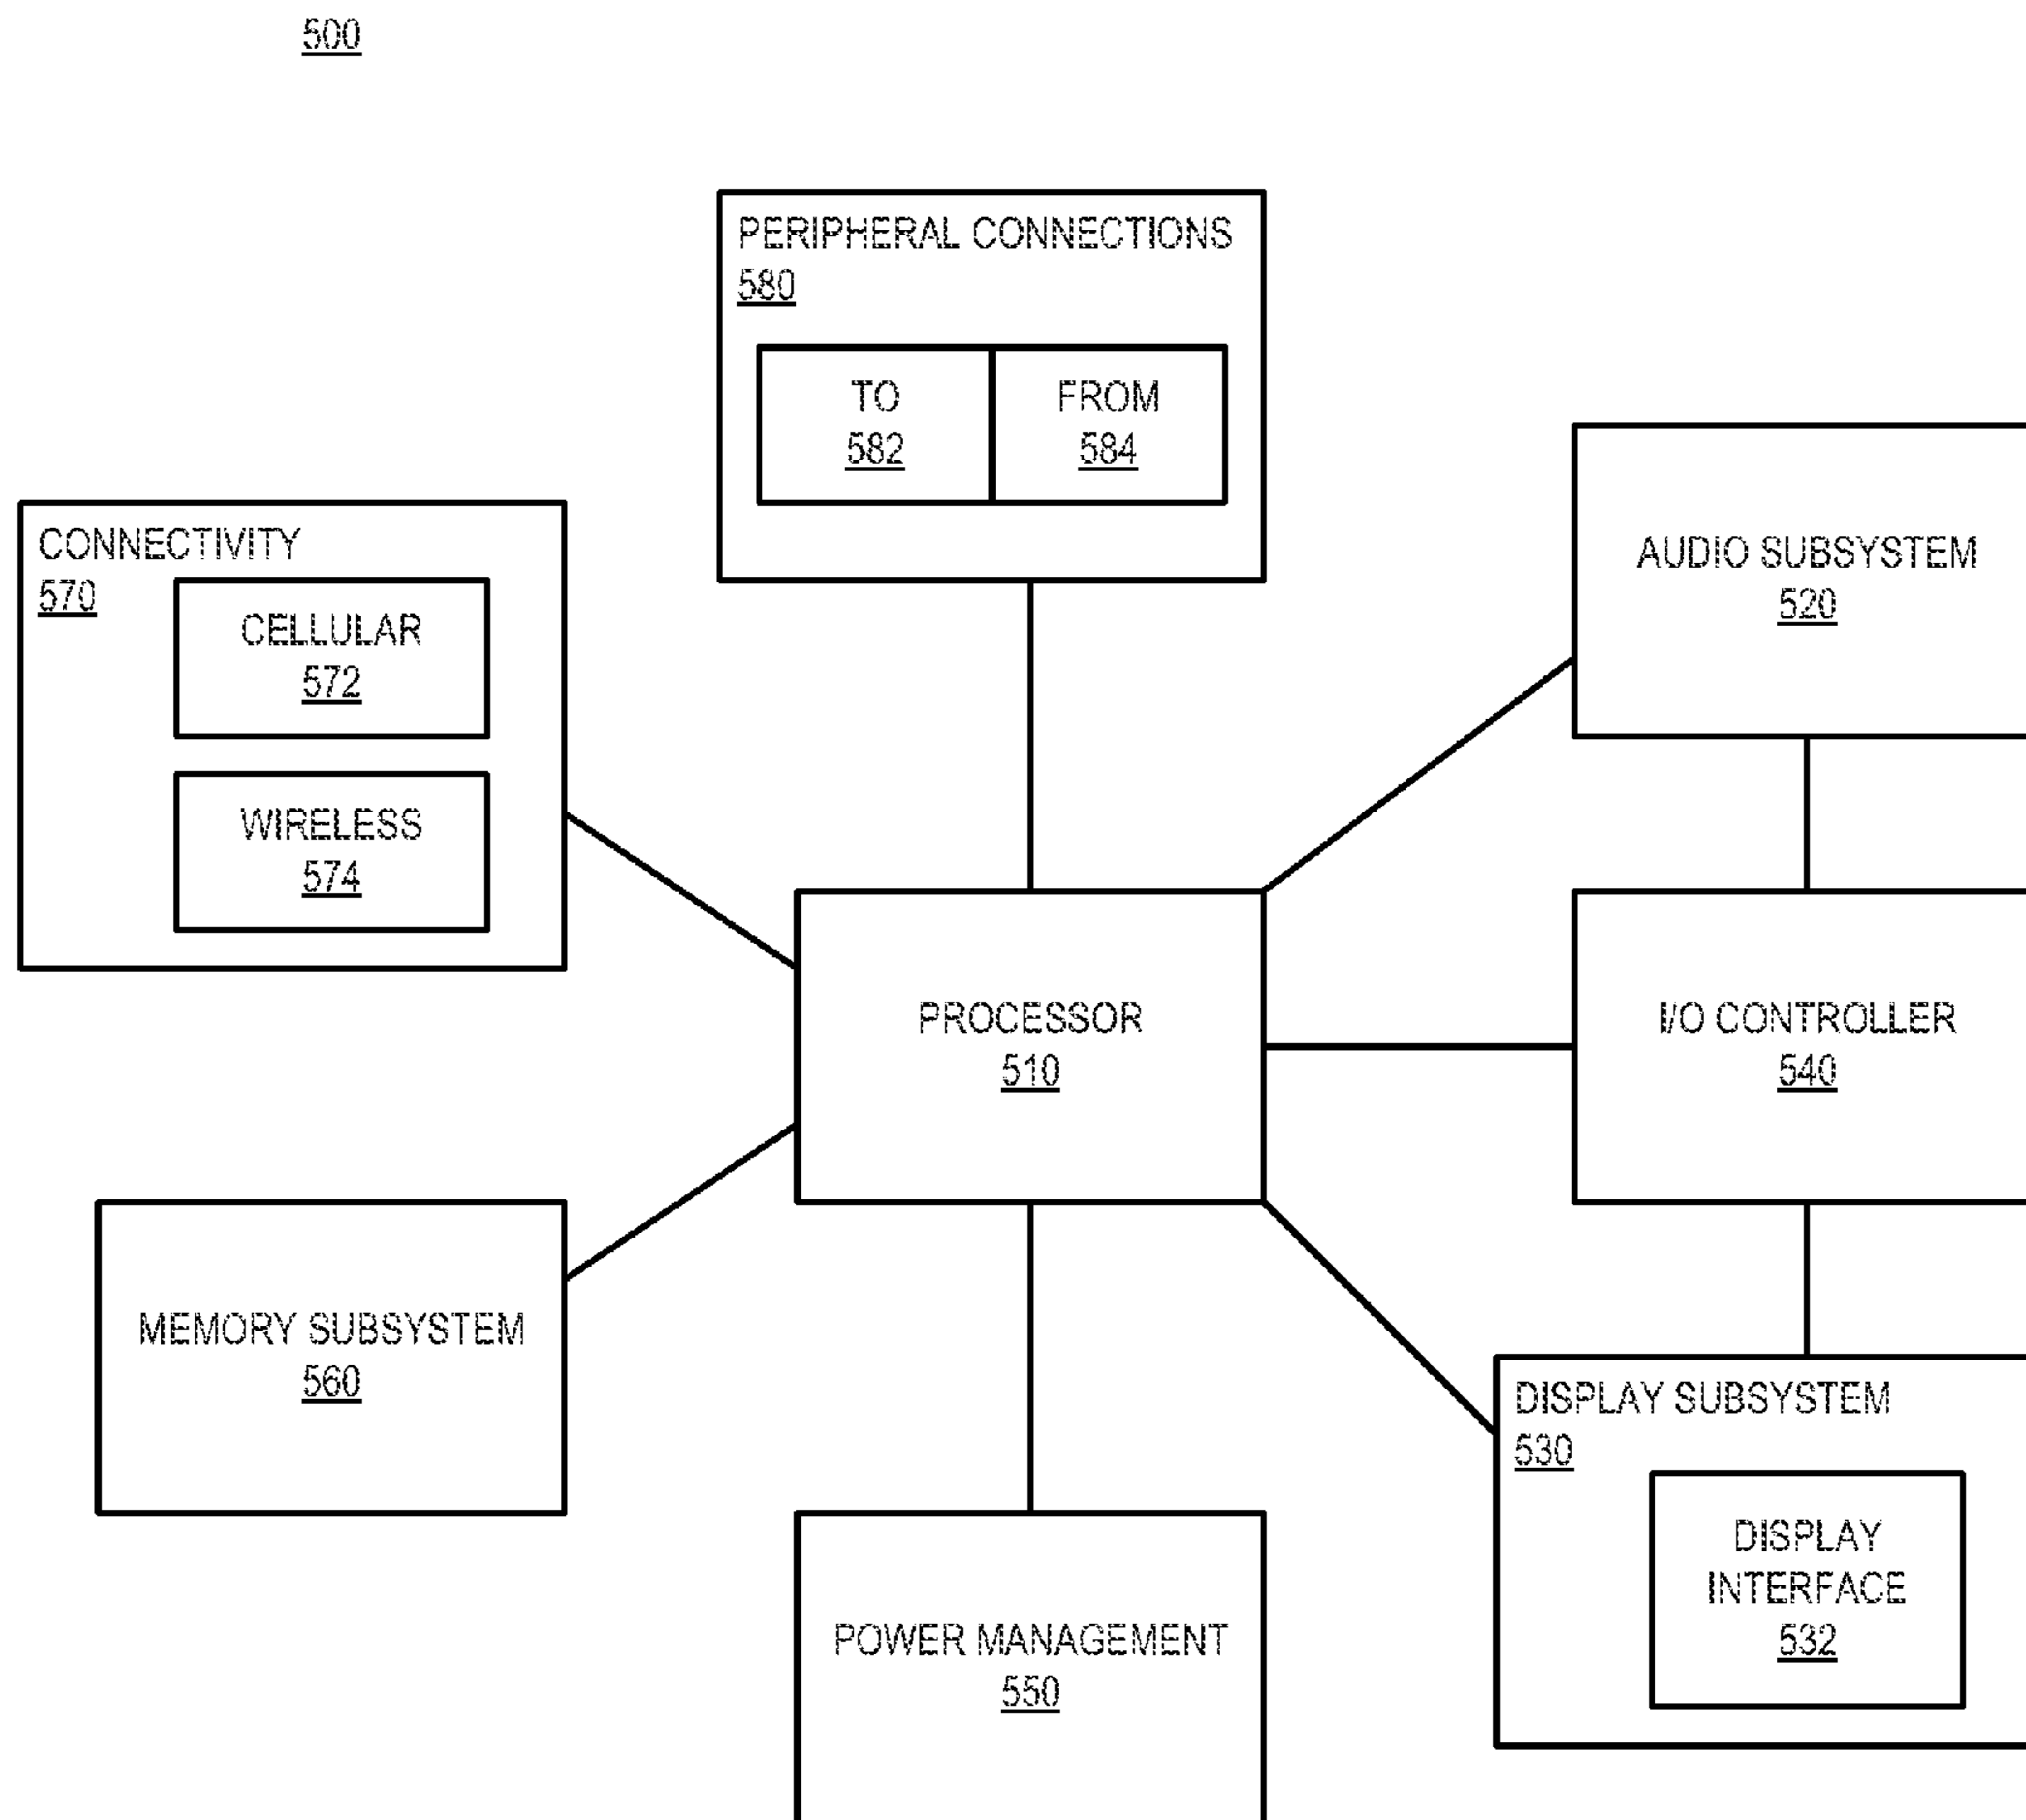 500
PERIPHERAL CONNECTIONS
580
TO
582
FROM
584
CONNECTIVITY
570
CELLULAR
572
WIRELESS
574
AUDIO SUBSYSTEM
520
PROCESSOR
510
I/O CONTROLLER
540
MEMORY SUBSYSTEM
560
DISPLAY SUBSYSTEM
530
DISPLAY
INTERFACE
532
POWER MANAGEMENT
550